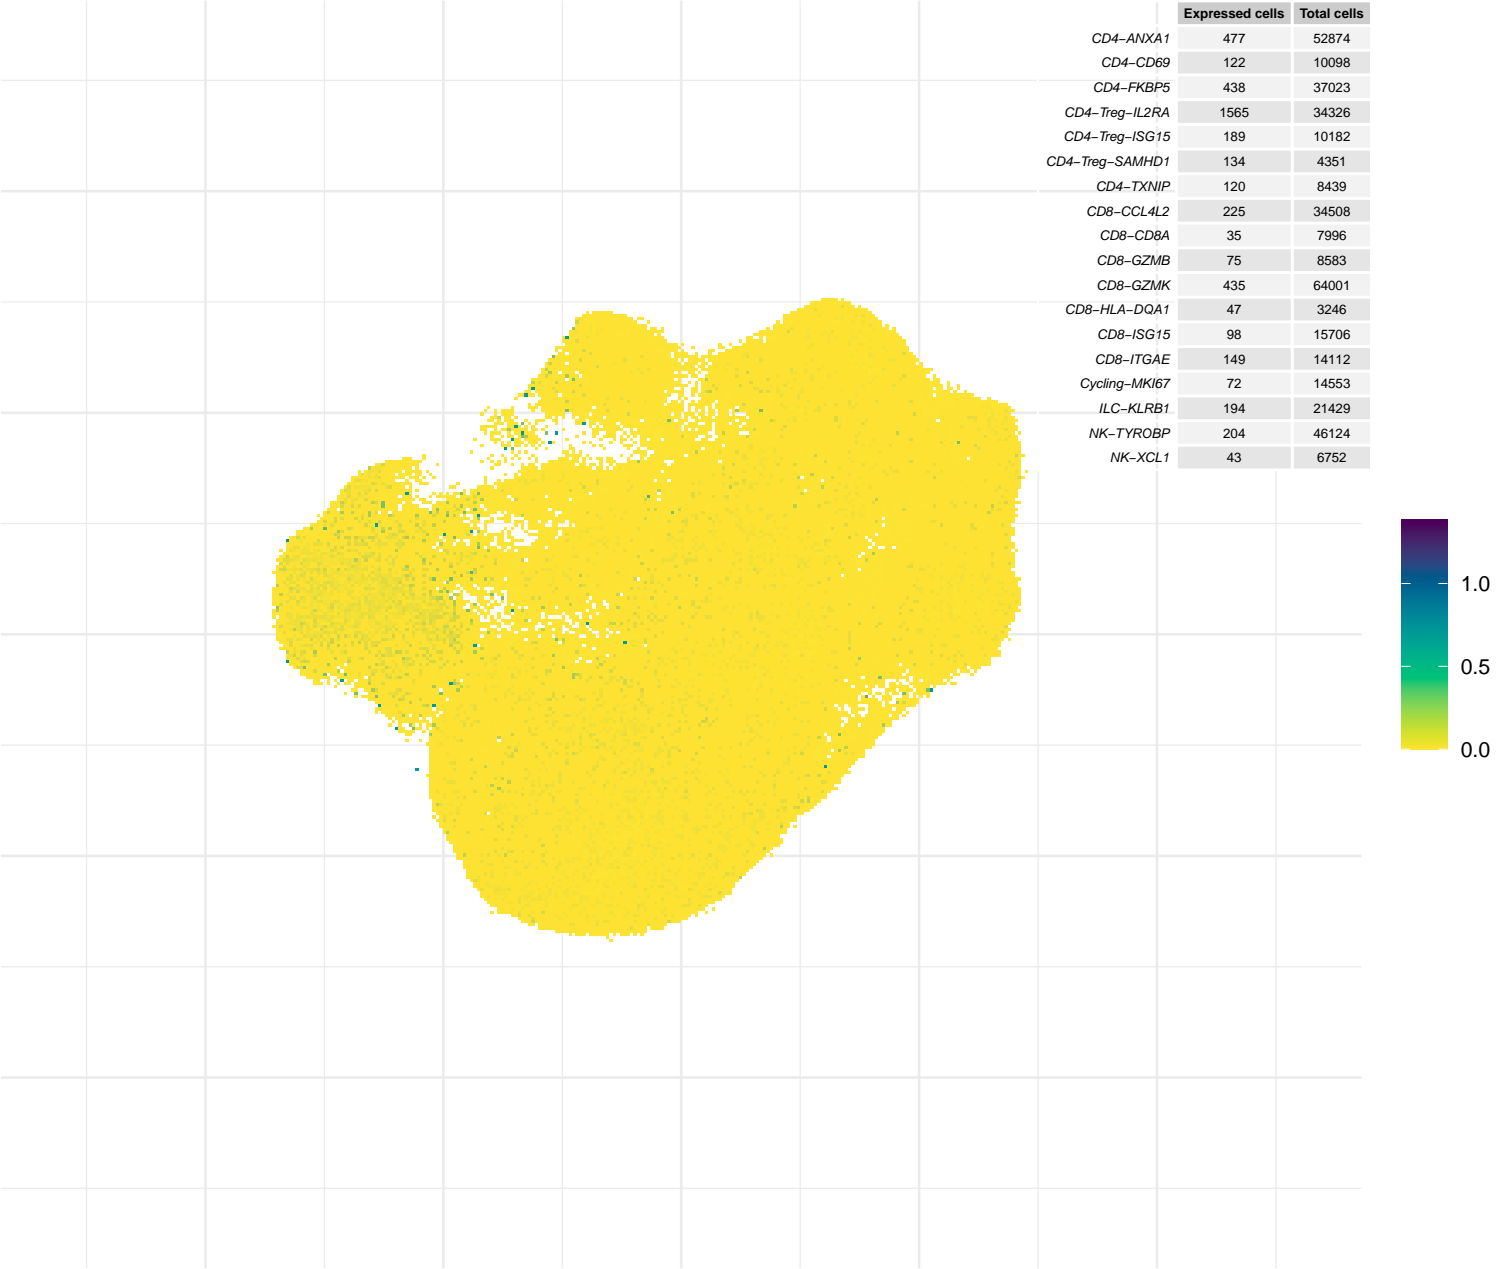 Expressed cells Total cells
CD4−ANXA1 477 52874
CD4−CD69 122 10098
CD4−FKBP5 438 37023
CD4−Treg−IL2RA 1565 34326
CD4−Treg−ISG15 189 10182
CD4−Treg−SAMHD1 134 4351
CD4−TXNIP 120 8439
CD8−CCL4L2 225 34508
CD8−CD8A 35 7996
CD8−GZMB 75 8583
CD8−GZMK 435 64001
CD8−HLA−DQA1 47 3246
CD8−ISG15 98 15706
CD8−ITGAE 149 14112
Cycling−MKI67 72 14553
ILC−KLRB1 194 21429
NK−TYROBP 204 46124
NK−XCL1 43 6752
1.0
0.5
0.0